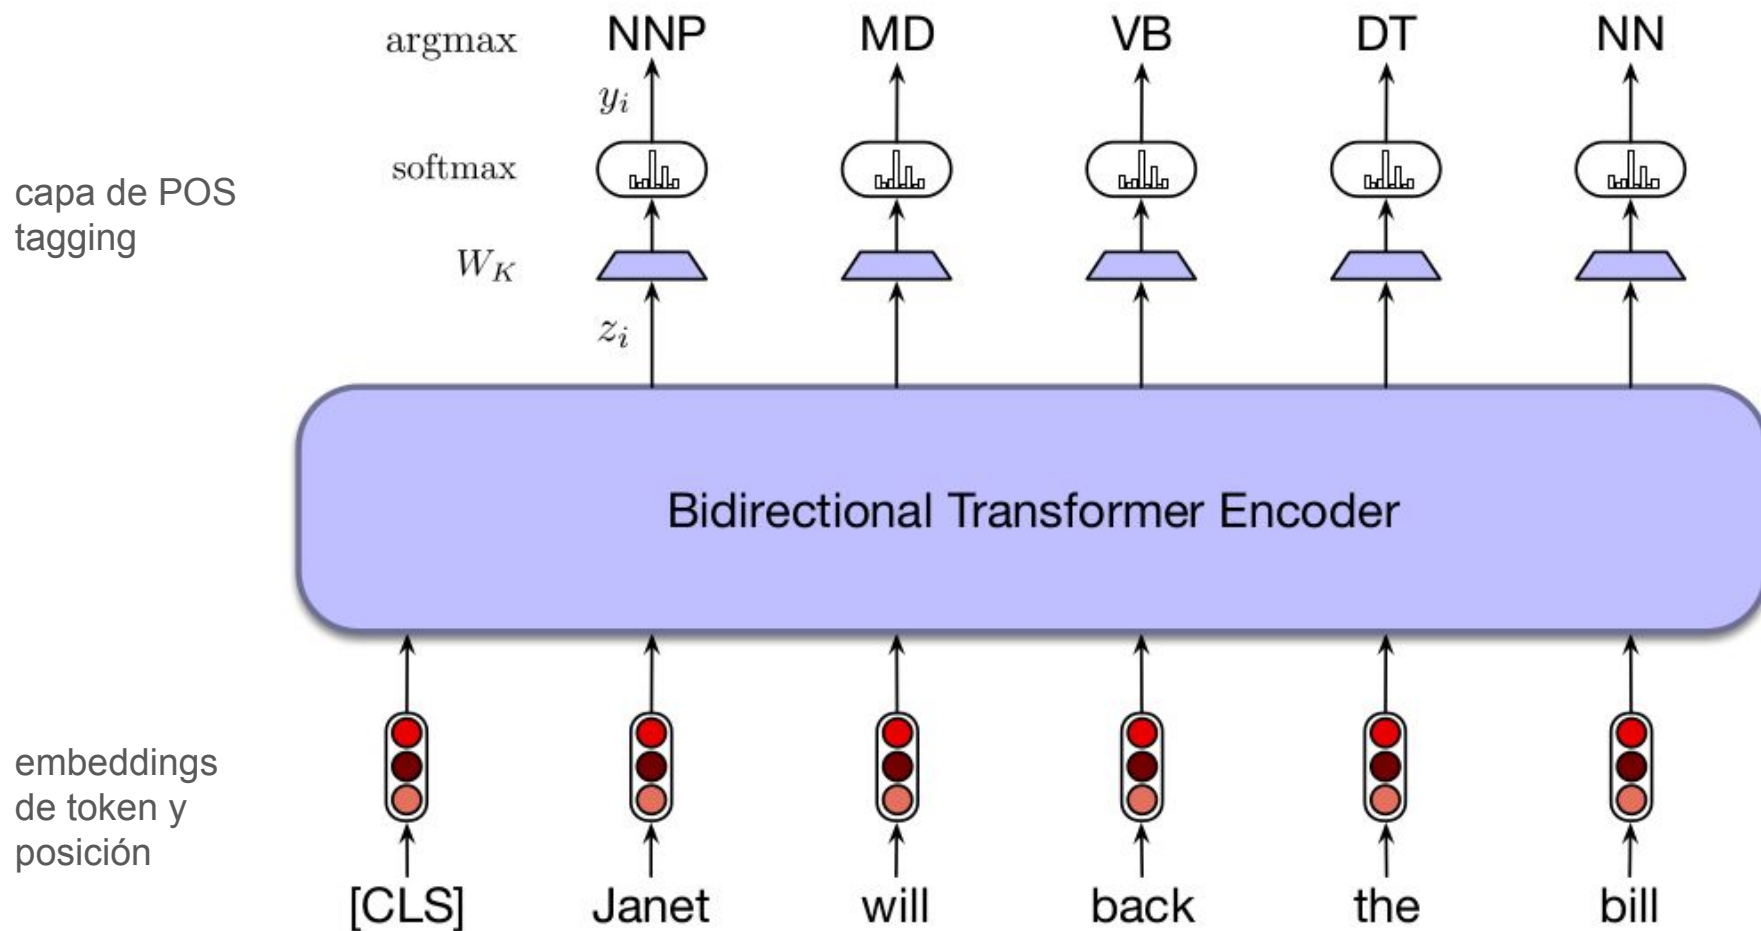 argmax NNP MD VB DT NN
y_i
softmax
capa de POS
tagging
W_K
z_i
Bidirectional Transformer Encoder
embeddings
de token y
posición
[CLS] Janet will back the bill